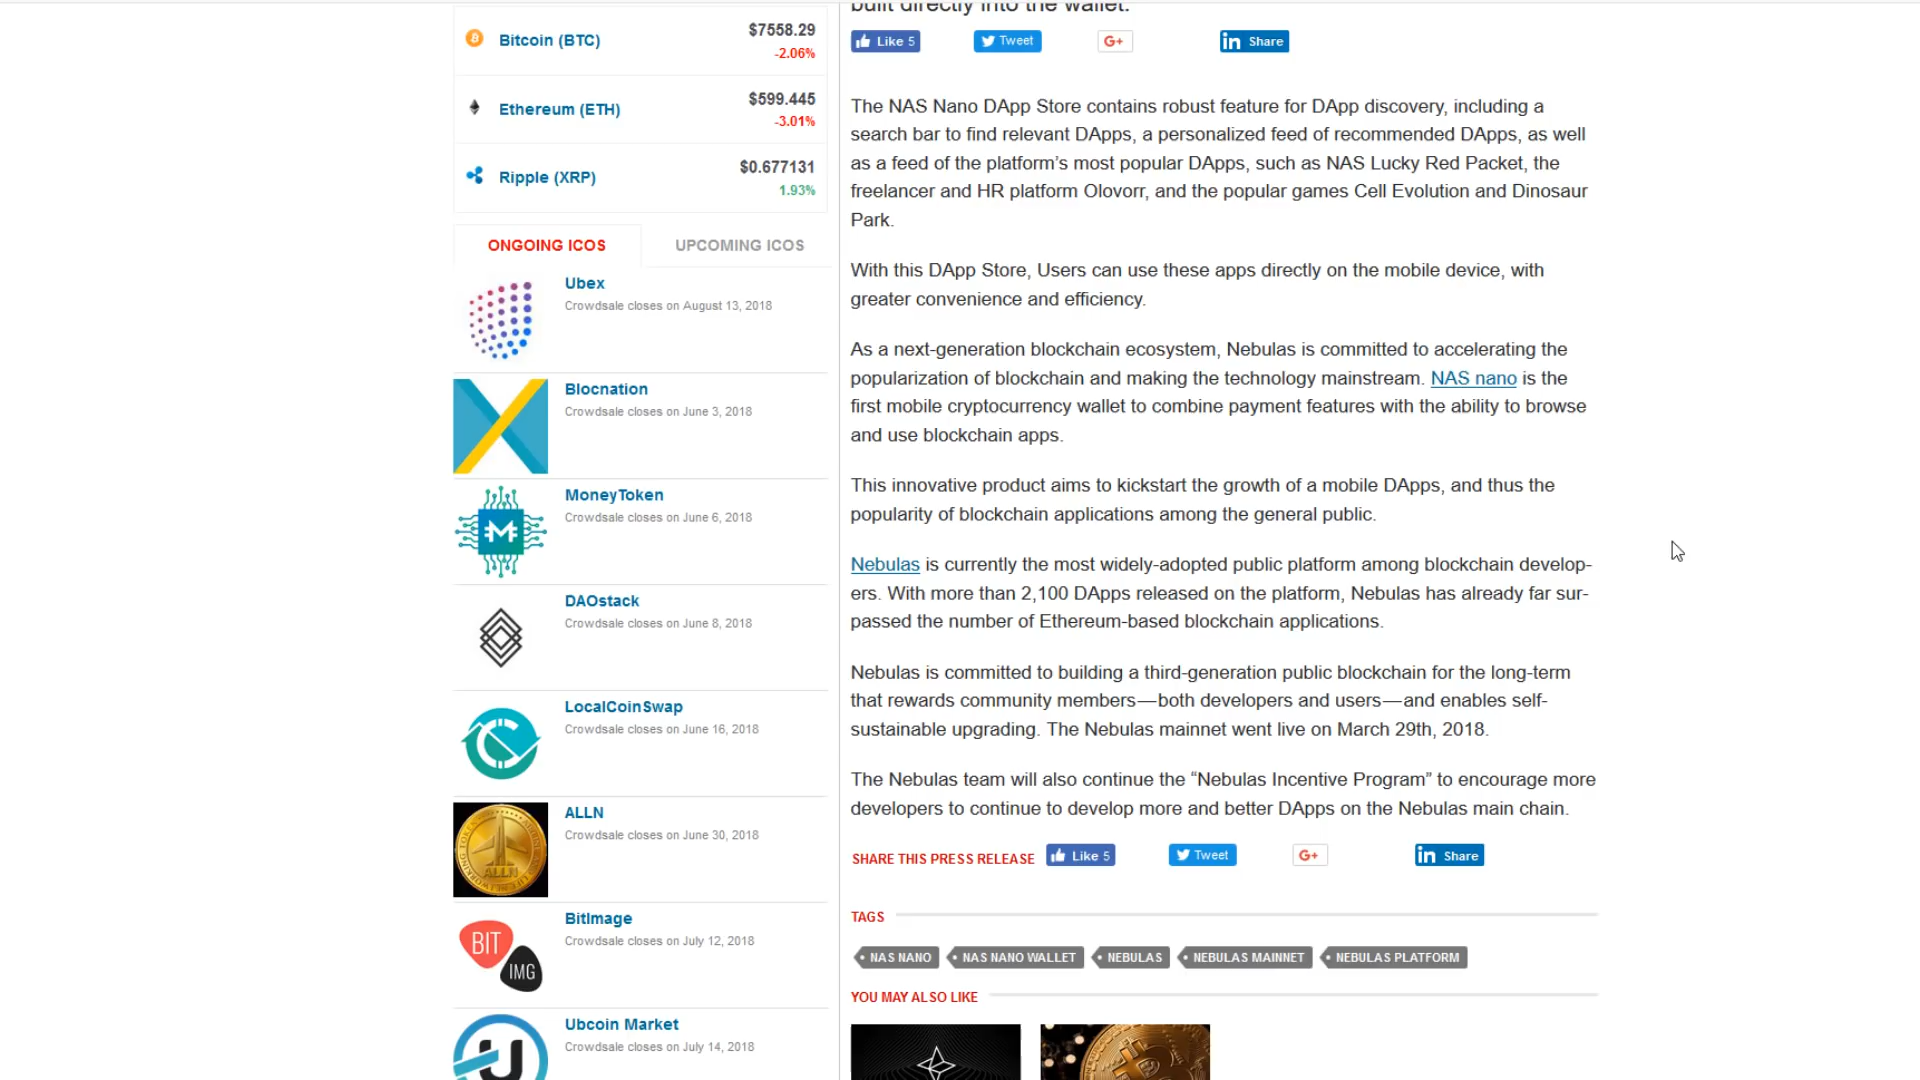 Bitcoin (BTC)
$7558.29
-2.06%
Ethereum (ETH)
$599.445
-3.01%
Ripple (XRP)
$0.677131
1.93%
ONGOING ICOS
UPCOMING ICOS
Ubex
Crowdsale closes on August 13, 2018
Blocnation
Crowdsale closes on June 3, 2018
MoneyToken
Crowdsale closes on June 6, 2018
DAOstack
Crowdsale closes on June 8, 2018
LocalCoinSwap
Crowdsale closes on June 16, 2018
ALLN
ALLN
Crowdsale closes on June 30, 2018
BIT
IMG
BitImage
Crowdsale closes on July 12, 2018
Ubcoin Market
Crowdsale closes on July 14, 2018
built directly into the wallet.
Like 5
Tweet
G+
in Share
The NAS Nano DApp Store contains robust feature for DApp discovery, including a
search bar to find relevant DApps, a personalized feed of recommended DApps, as well
as a feed of the platform’s most popular DApps, such as NAS Lucky Red Packet, the
freelancer and HR platform Olovorr, and the popular games Cell Evolution and Dinosaur
Park.
With this DApp Store, Users can use these apps directly on the mobile device, with
greater convenience and efficiency.
As a next-generation blockchain ecosystem, Nebulas is committed to accelerating the
popularization of blockchain and making the technology mainstream. NAS nano is the
first mobile cryptocurrency wallet to combine payment features with the ability to browse
and use blockchain apps.
This innovative product aims to kickstart the growth of a mobile DApps, and thus the
popularity of blockchain applications among the general public.
Nebulas is currently the most widely-adopted public platform among blockchain develop-
ers. With more than 2,100 DApps released on the platform, Nebulas has already far sur-
passed the number of Ethereum-based blockchain applications.
Nebulas is committed to building a third-generation public blockchain for the long-term
that rewards community members—both developers and users—and enables self-
sustainable upgrading. The Nebulas mainnet went live on March 29th, 2018.
The Nebulas team will also continue the “Nebulas Incentive Program” to encourage more
developers to continue to develop more and better DApps on the Nebulas main chain.
SHARE THIS PRESS RELEASE
Like 5
Tweet
G+
in Share
TAGS
NAS NANO
NAS NANO WALLET
NEBULAS
NEBULAS MAINNET
NEBULAS PLATFORM
YOU MAY ALSO LIKE